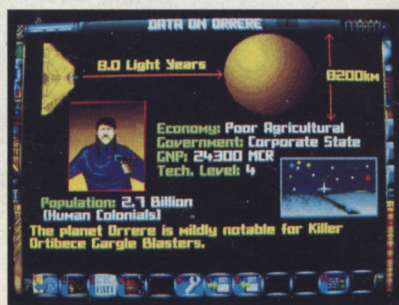 DATA ON ORRERE
8.0 Light Years
8200KM
Economy: Poor Agricultural
Government: Corporate State
GNP: 24300 MCR
Tech. Level: 4
Population: 2.7 Billion
(Human Colonials)
The planet Orrere is mildly notable for Killer
Ortibece Gargle Blasters.